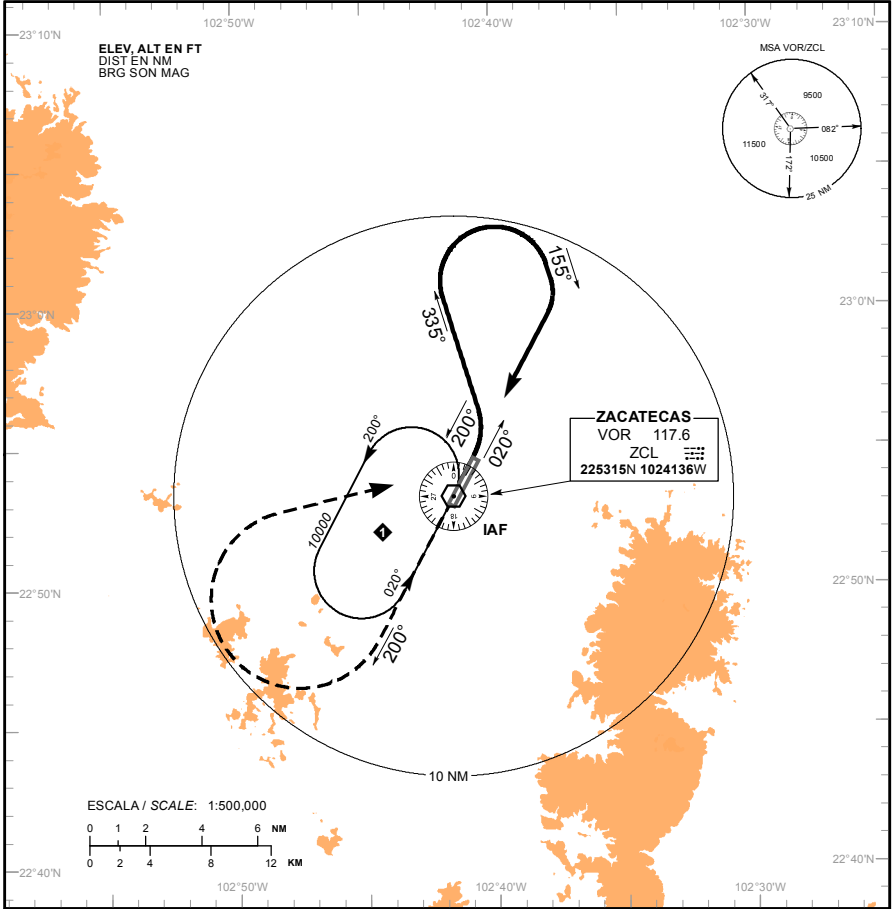 102°50'W 102°40'W 102°30'W
23°10'N 23°10'N
ELEV, ALT EN FT
DIST EN NM
BRG SON MAG
MSA VOR/ZCL
317°
9500
082°
11500
10500
172°
25 NM
155°
23°0'N 23°0'N
335°
200°
200°
020°
ZACATECAS
VOR 117.6
ZCL
225315N 1024136W
0
27
9
18
IAF
10000
1
020°
22°50'N 22°50'N
200°
10 NM
ESCALA / SCALE: 1:500,000
0 1 2 4 6 NM
0 2 4 8 12 KM
22°40'N 22°40'N
102°50'W 102°40'W 102°30'W